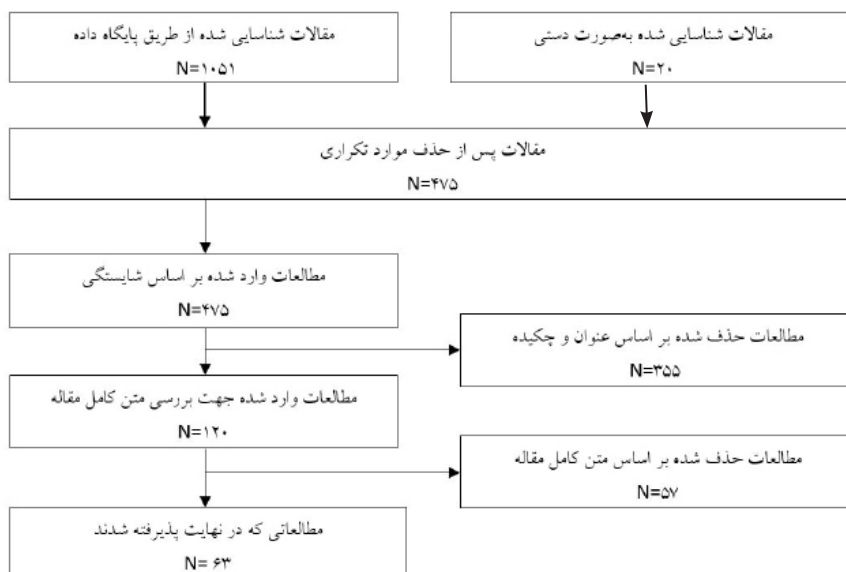 مقالات شناسایی شده به‌صورت دستی
N=۲۰
مقالات شناسایی شده از طریق پایگاه داده
N=۱۰۵۱
مقالات پس از حذف موارد تکراری
N=۴۷۵
مطالعات وارد شده بر اساس شایستگی
N=۴۷۵
مطالعات حذف شده بر اساس عنوان و چکیده
N=۳۵۵
مطالعات وارد شده جهت بررسی متن کامل مقاله
N=۱۲۰
مطالعات حذف شده بر اساس متن کامل مقاله
N=۵۷
مطالعاتی که در نهایت پذیرفته شدند
N= ۶۳